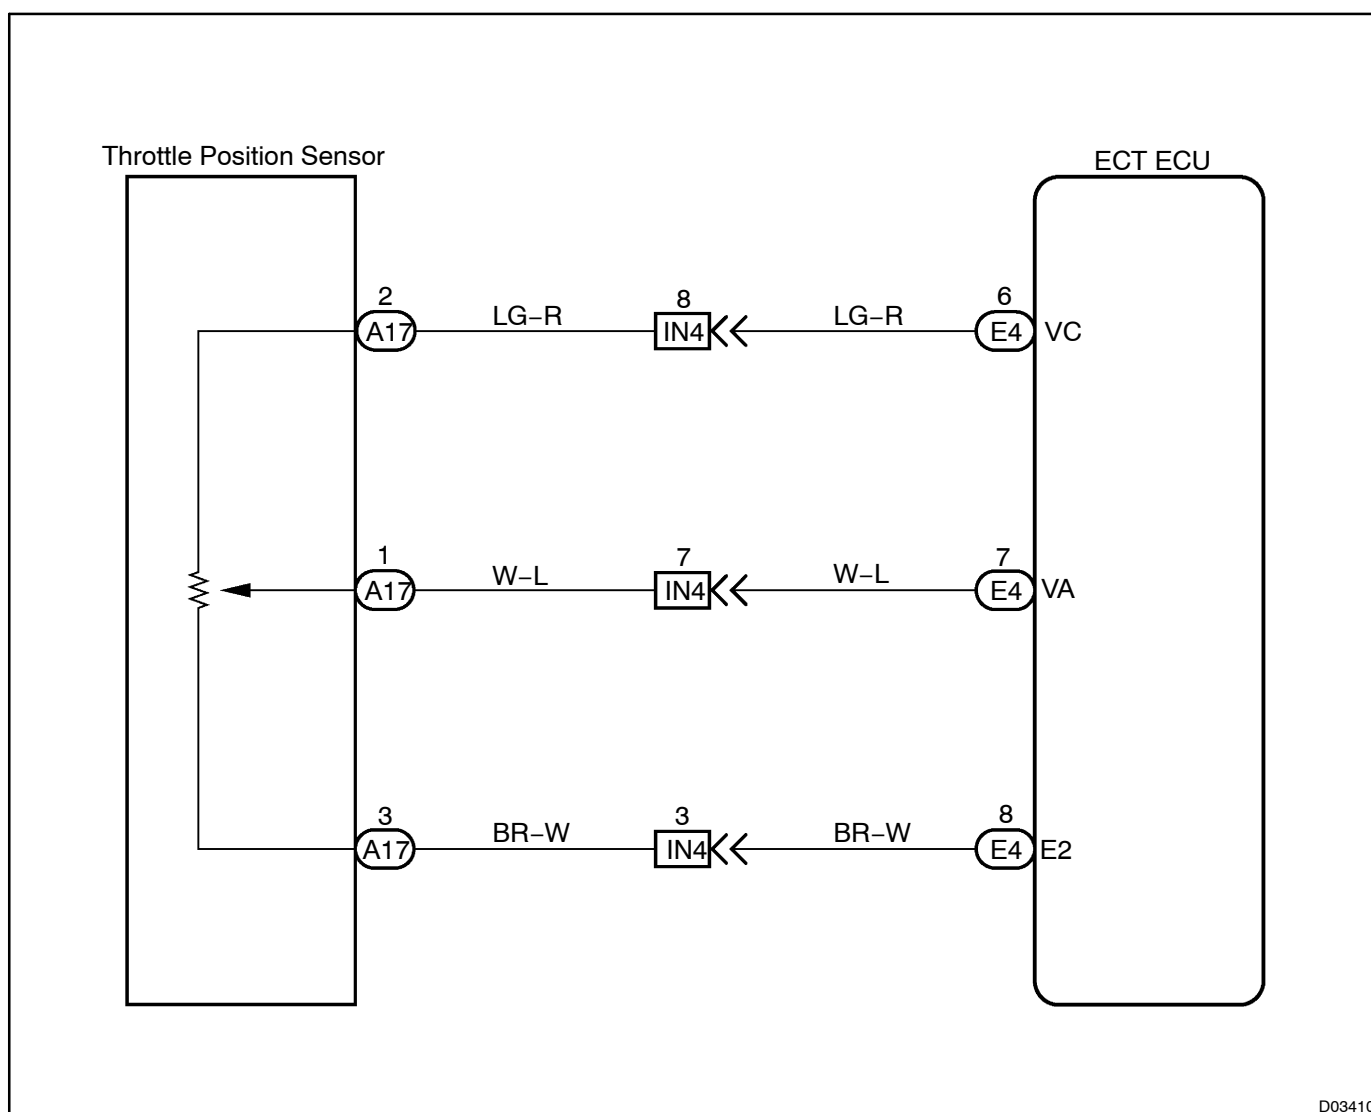 Throttle Position Sensor
ECT ECU
2
8
6
A17
LG−R
IN4
LG−R
E4
VC
1
7
7
A17
W−L
IN4
W−L
E4
VA
3
3
8
A17
BR−W
IN4
BR−W
E4
E2
D03410